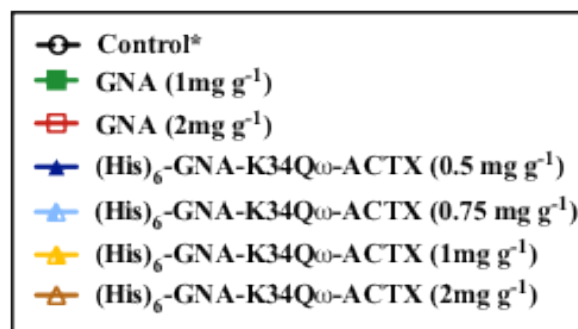 Control*
GNA (1mg g⁻¹)
GNA (2mg g⁻¹)
(His)₆-GNA-K34Qω-ACTX (0.5 mg g⁻¹)
(His)₆-GNA-K34Qω-ACTX (0.75 mg g⁻¹)
(His)₆-GNA-K34Qω-ACTX (1mg g⁻¹)
(His)₆-GNA-K34Qω-ACTX (2mg g⁻¹)